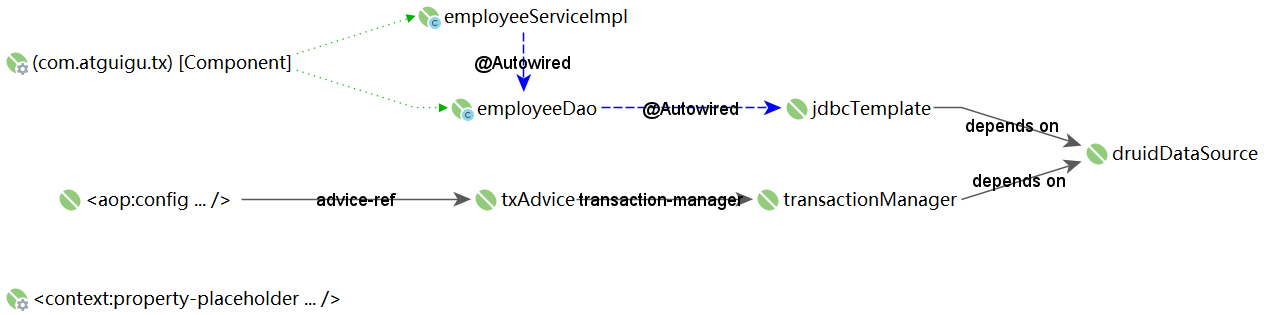 employeeServiceImpl
(com.atguigu.tx) [Component]
@Autowired
employeeDao
@Autowired
jdbcTemplate
depends on
druidDataSource
depends on
<aop:config ... />
advice-ref
txAdvice
transaction-manager
transactionManager
<context:property-placeholder ... />